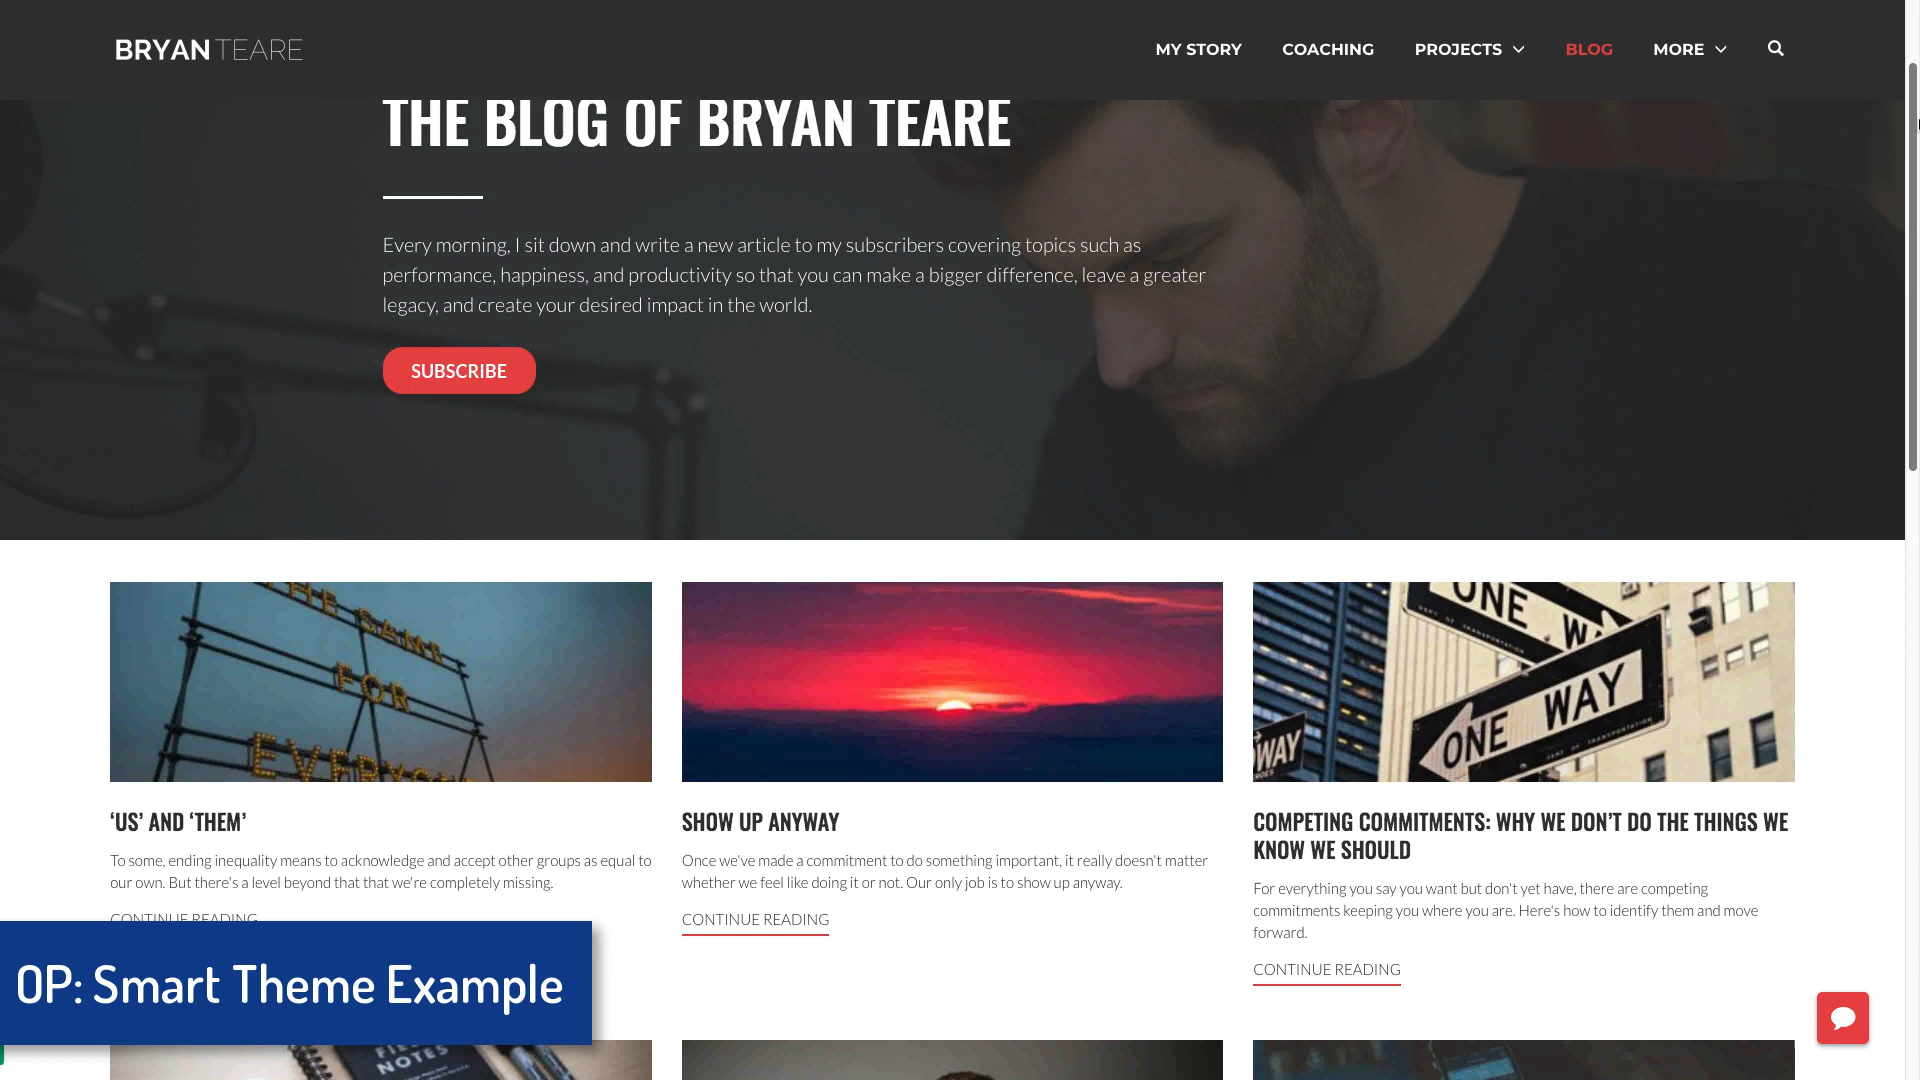 BRYAN TEARE
MY STORY COACHING PROJECTS BLOG MORE
THE BLOG OF BRYAN TEARE
Every morning, I sit down and write a new article to my subscribers covering topics such as
performance, happiness, and productivity so that you can make a bigger difference, leave a greater
legacy, and create your desired impact in the world.
SUBSCRIBE
THE SAME
FOR
EVERYONE
ONE WAY
ONE WAY
WAY
‘US’ AND ‘THEM’
To some, ending inequality means to acknowledge and accept other groups as equal to
our own. But there's a level beyond that that we're completely missing.
CONTINUE READING
SHOW UP ANYWAY
Once we've made a commitment to do something important, it really doesn't matter
whether we feel like doing it or not. Our only job is to show up anyway.
CONTINUE READING
COMPETING COMMITMENTS: WHY WE DON’T DO THE THINGS WE
KNOW WE SHOULD
For everything you say you want but don't yet have, there are competing
commitments keeping you where you are. Here's how to identify them and move
forward.
CONTINUE READING
OP: Smart Theme Example
FIELD
NOTES